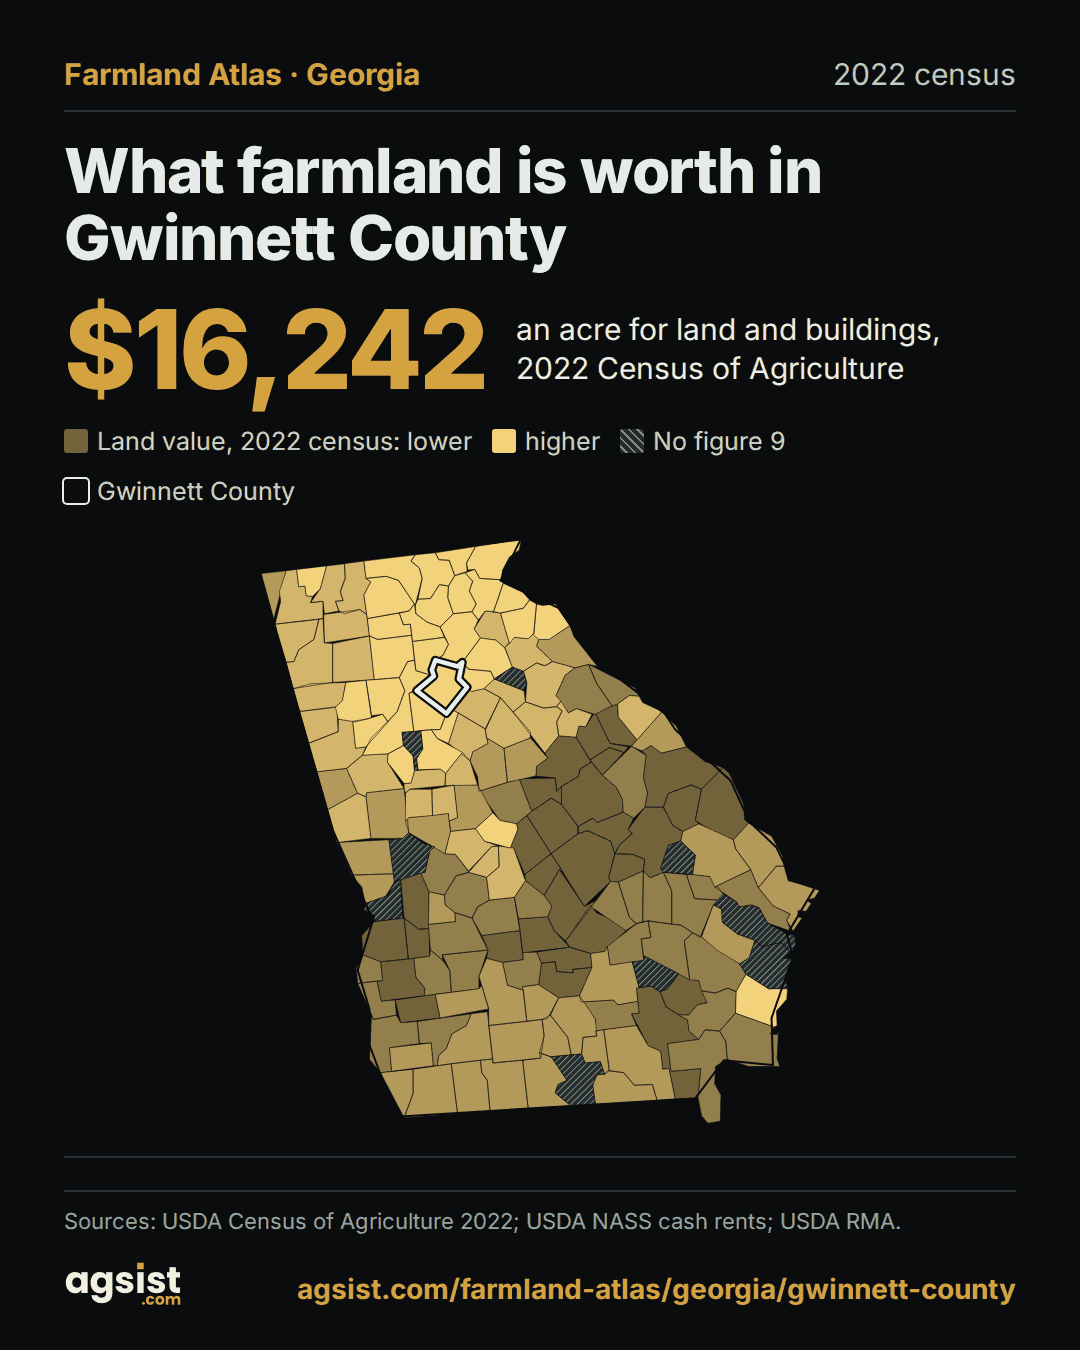 Farmland Atlas · Georgia
2022 census
What farmland is worth in
Gwinnett County
$16,242
an acre for land and buildings,
2022 Census of Agriculture
Land value, 2022 census: lower
higher
No figure 9
Gwinnett County
Sources: USDA Census of Agriculture 2022; USDA NASS cash rents; USDA RMA.
agsist
.com
agsist.com/farmland-atlas/georgia/gwinnett-county